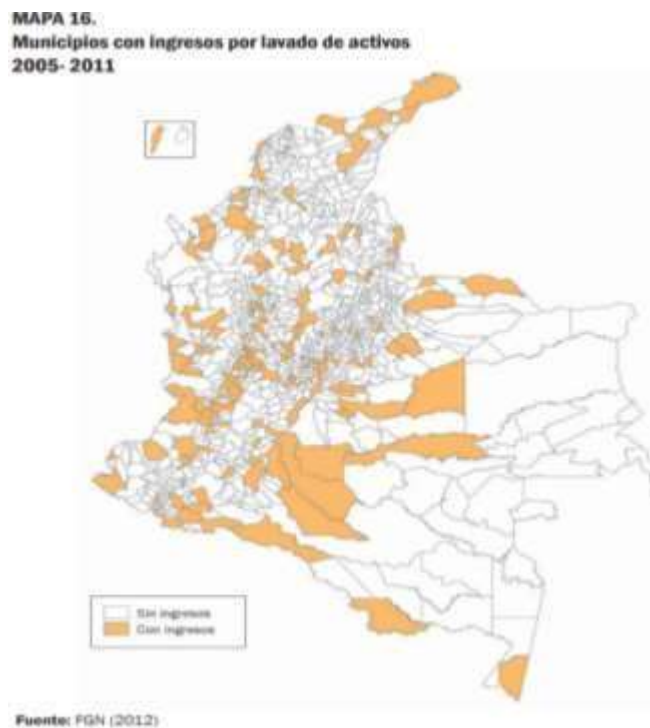 MAPA 16.
Municipios con ingresos por lavado de activos
2005- 2011
Sin ingresos
Con ingresos
Fuente: FGN (2012)